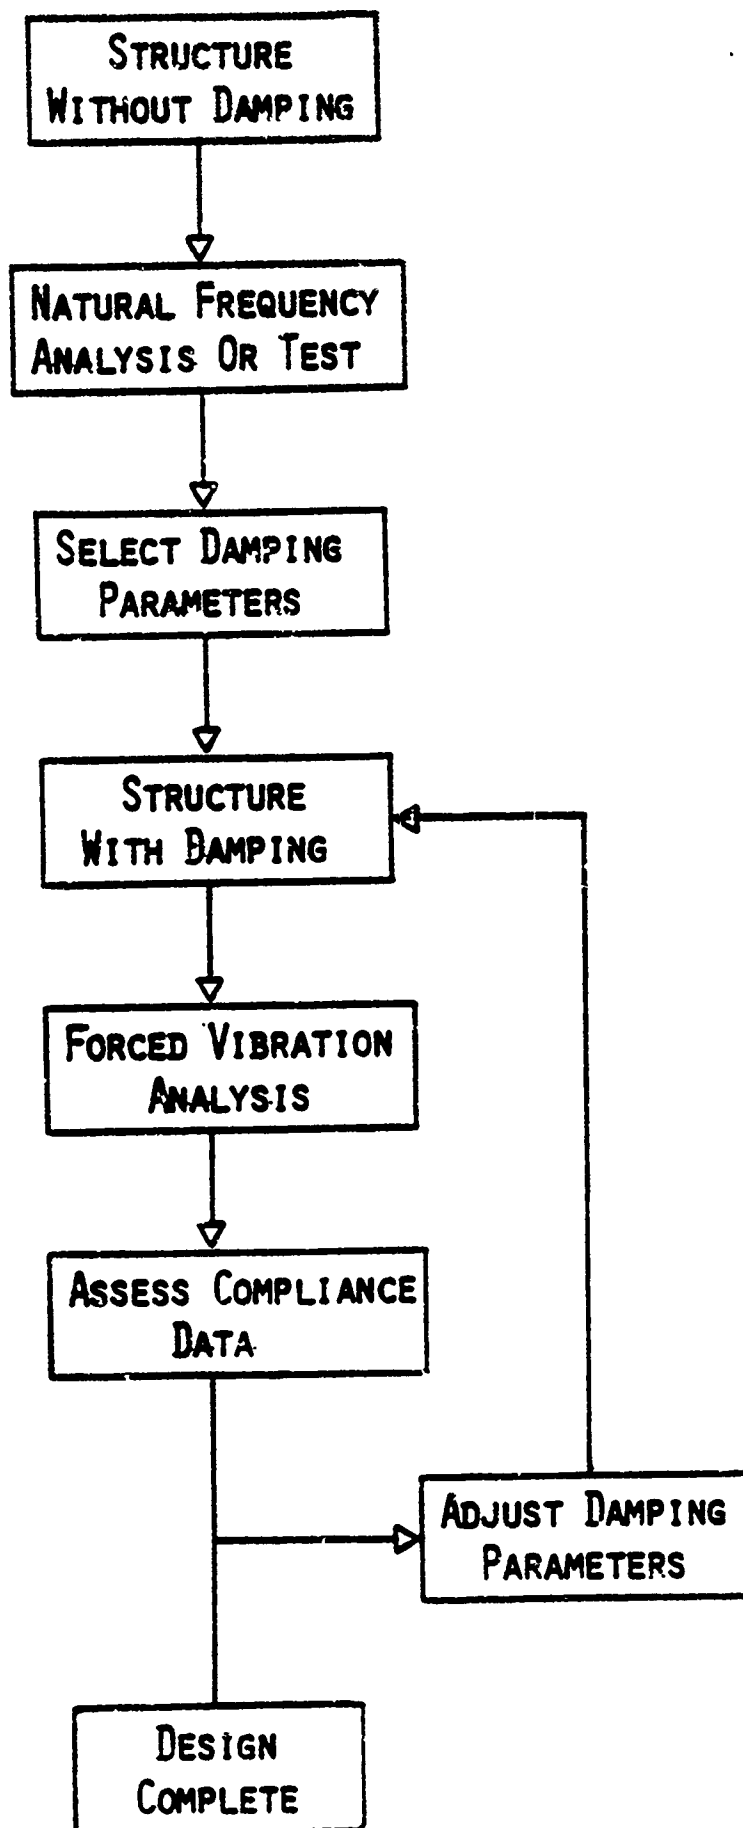 STRUCTURE
WITHOUT DAMPING
NATURAL FREQUENCY
ANALYSIS OR TEST
SELECT DAMPING
PARAMETERS
STRUCTURE
WITH DAMPING
FORCED VIBRATION
ANALYSIS
ASSESS COMPLIANCE
DATA
ADJUST DAMPING
PARAMETERS
DESIGN
COMPLETE